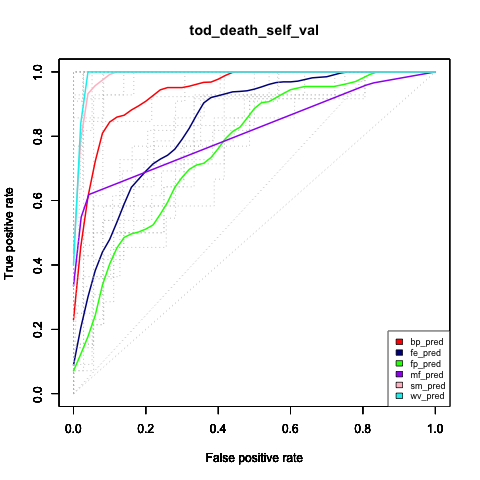 tod_death_self_val
True positive rate
1.0
0.8
0.6
0.4
0.2
0.0
0.0 0.2 0.4 0.6 0.8 1.0
False positive rate
bp_pred
fe_pred
fp_pred
mf_pred
sm_pred
wv_pred